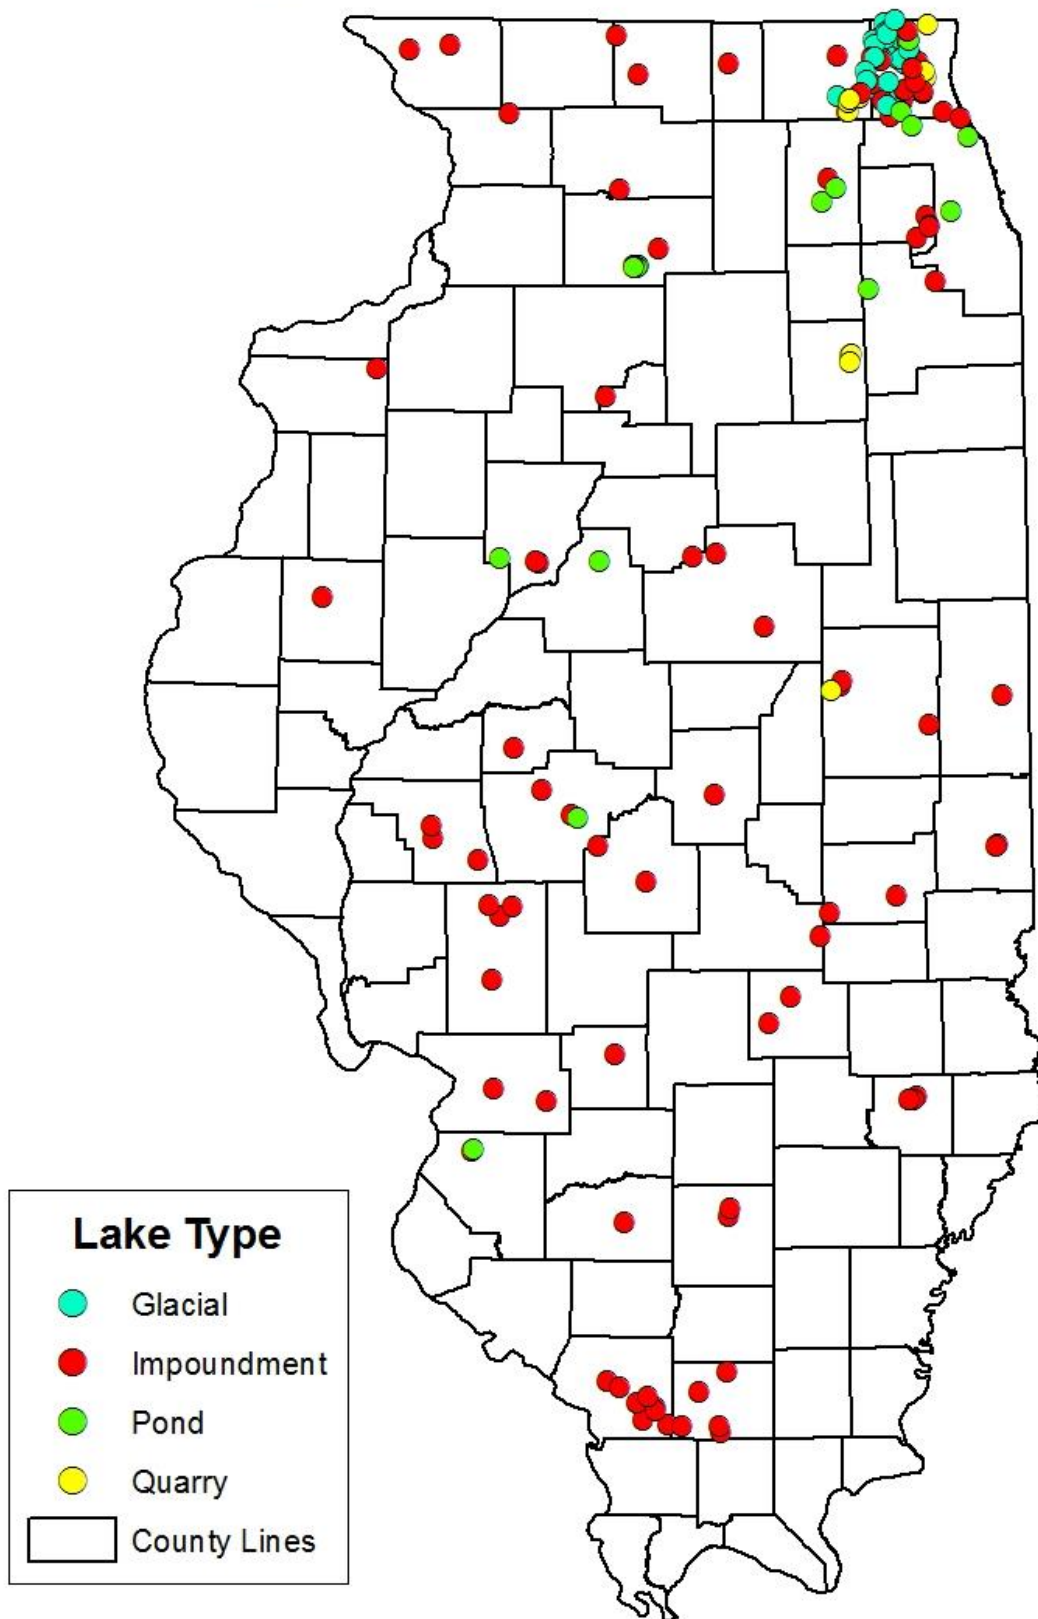 Lake Type
Glacial
Impoundment
Pond
Quarry
County Lines